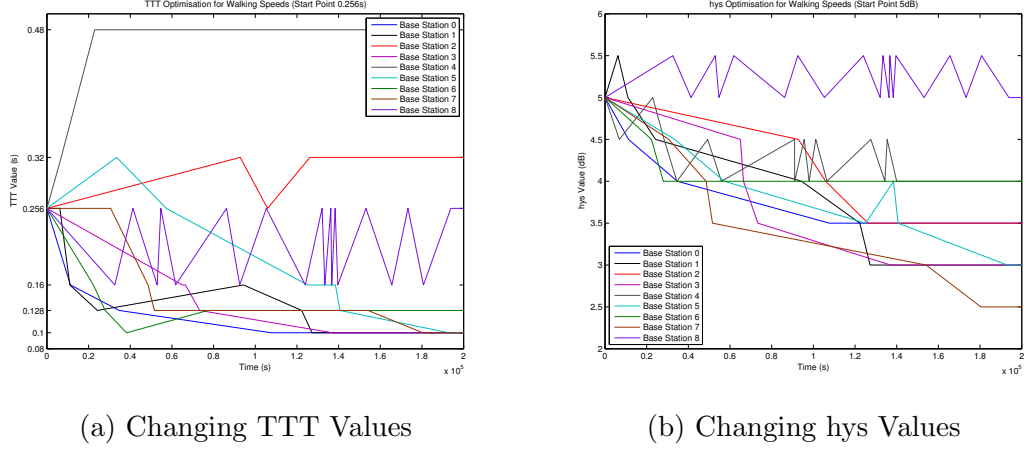 TTT Optimisation for Walking Speeds (Start Point 0.256s)
TTT Value (s)
0.48
0.32
0.256
0.16
0.128
0.1
0.08
0 0.2 0.4 0.6 0.8 1 1.2 1.4 1.6 1.8 2
Time (s)
x 10⁵
Base Station 0
Base Station 1
Base Station 2
Base Station 3
Base Station 4
Base Station 5
Base Station 6
Base Station 7
Base Station 8
(a) Changing TTT Values
hys Optimisation for Walking Speeds (Start Point 5dB)
hys Value (dB)
6
5.5
5
4.5
4
3.5
3
2.5
2
0 0.2 0.4 0.6 0.8 1 1.2 1.4 1.6 1.8 2
Time (s)
x 10⁵
Base Station 0
Base Station 1
Base Station 2
Base Station 3
Base Station 4
Base Station 5
Base Station 6
Base Station 7
Base Station 8
(b) Changing hys Values